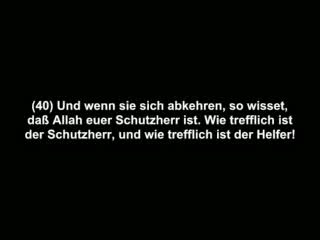 (40) Und wenn sie sich abkehren, so wisset,
daß Allah euer Schutzherr ist. Wie trefflich ist
der Schutzherr, und wie trefflich ist der Helfer!